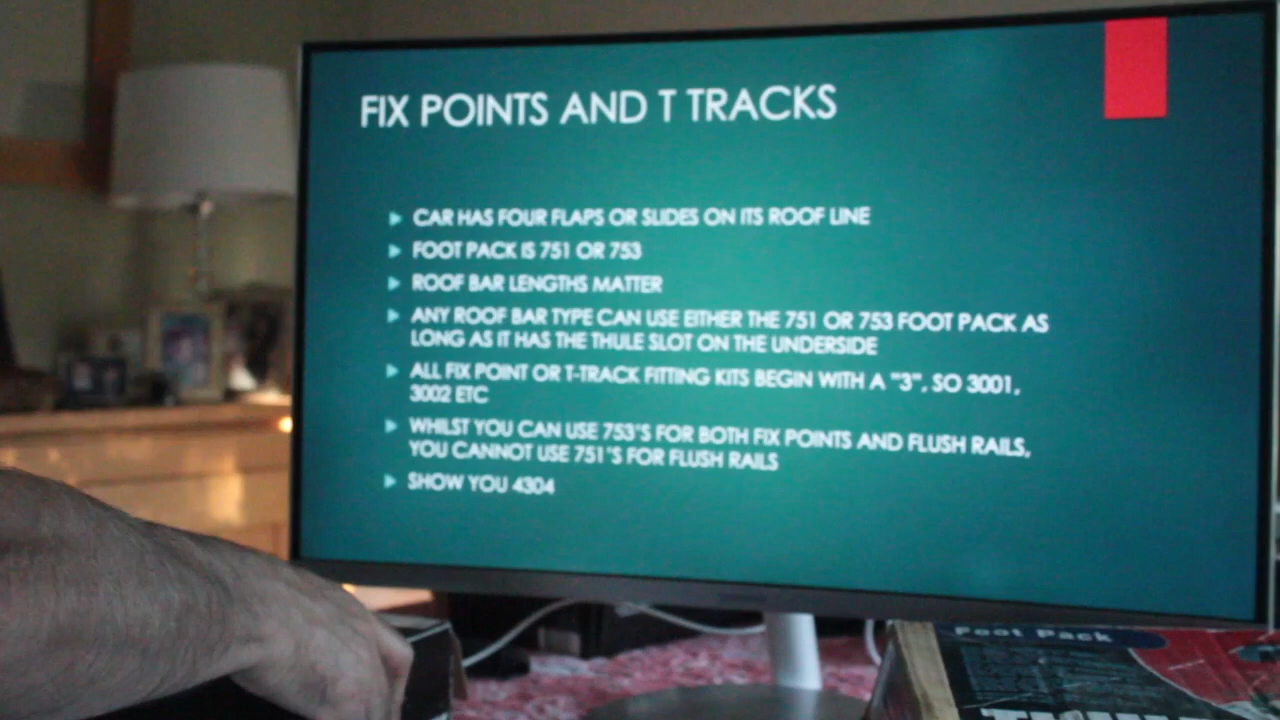 FIX POINTS AND T TRACKS
CAR HAS FOUR FLAPS OR SLIDES ON ITS ROOF LINE
FOOT PACK IS 751 OR 753
ROOF BAR LENGTHS MATTER
ANY ROOF BAR TYPE CAN USE EITHER THE 751 OR 753 FOOT PACK AS
LONG AS IT HAS THE THULE SLOT ON THE UNDERSIDE
ALL FIX POINT OR T-TRACK FITTING KITS BEGIN WITH A "3", SO 3001,
3002 ETC
WHILST YOU CAN USE 753'S FOR BOTH FIX POINTS AND FLUSH RAILS,
YOU CANNOT USE 751'S FOR FLUSH RAILS
SHOW YOU 4304
Foot Pack